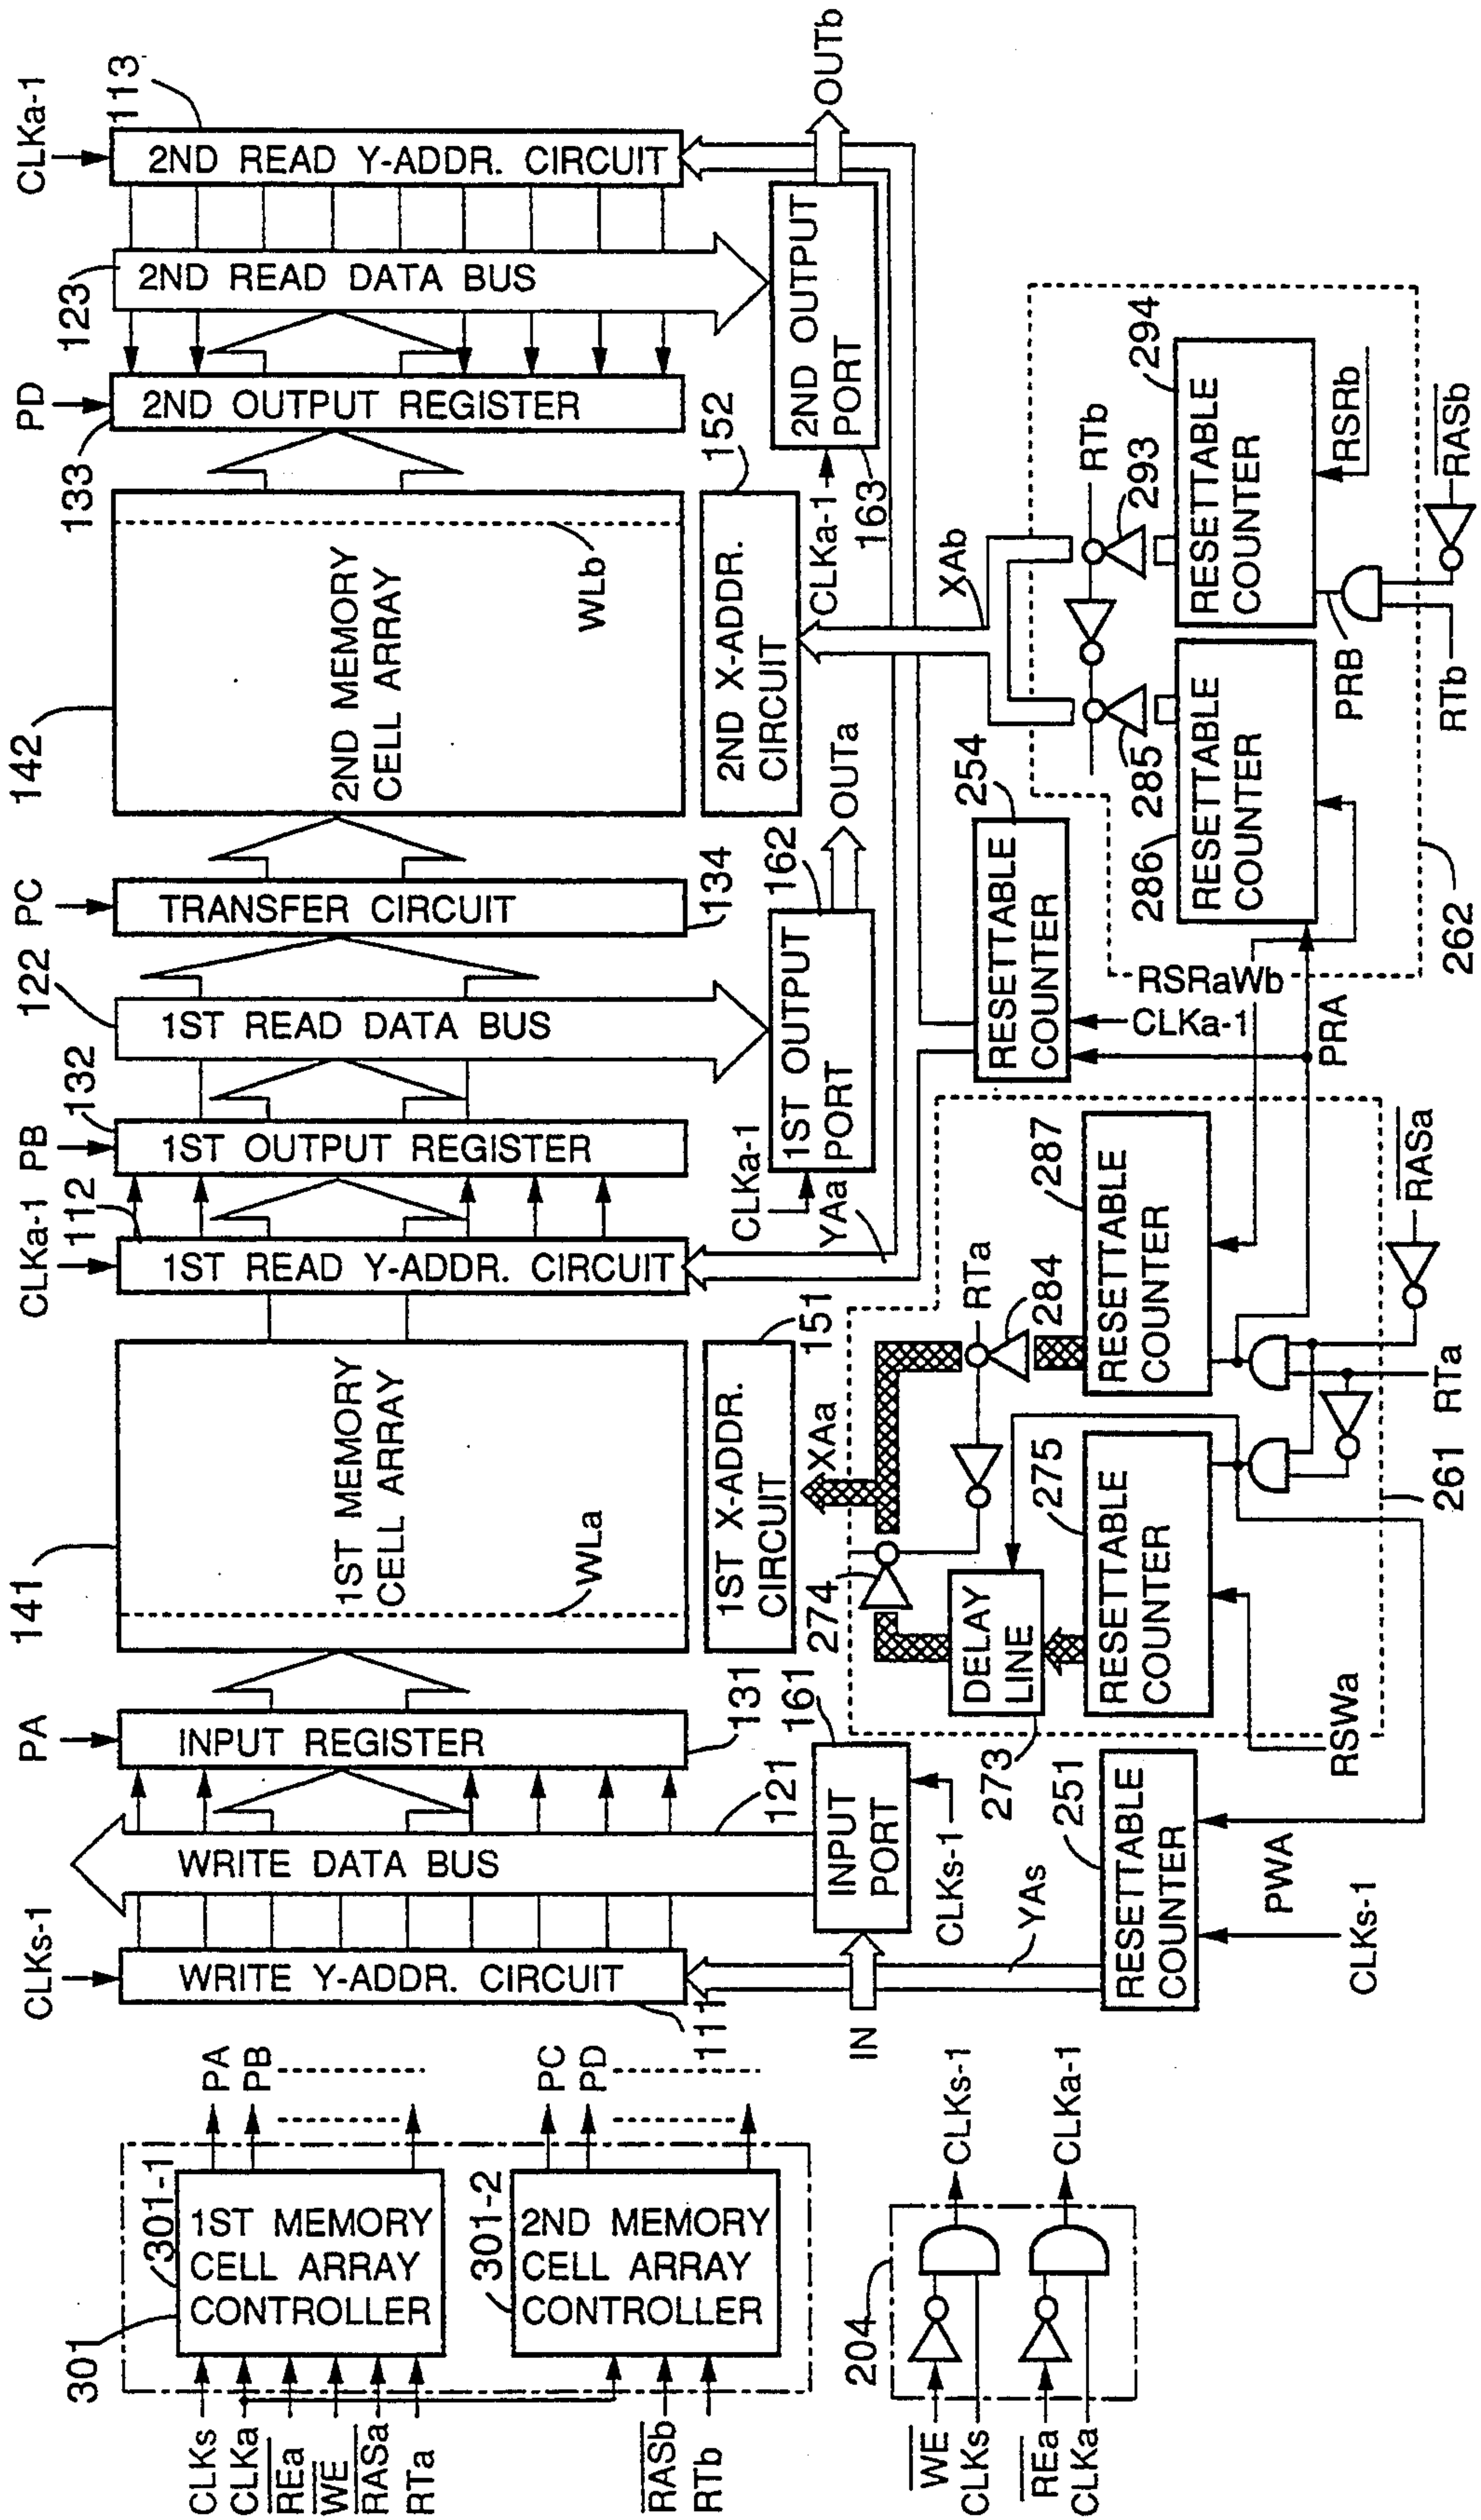 CLKs
CLKa
REa
WE
RASa
RTa
RASb
RTb
301
301-1
1ST MEMORY
CELL ARRAY
CONTROLLER
301-2
2ND MEMORY
CELL ARRAY
CONTROLLER
PA
PB
PC
PD
WE
CLKs
REa
CLKa
204
CLKs-1
CLKa-1
CLKs-1
WRITE Y-ADDR. CIRCUIT
111
WRITE DATA BUS
121
PA
INPUT REGISTER
131
141
1ST MEMORY
CELL ARRAY
WLa
CLKa-1
112
1ST READ Y-ADDR. CIRCUIT
PB
132
1ST OUTPUT REGISTER
122
1ST READ DATA BUS
PC
TRANSFER CIRCUIT
134
142
2ND MEMORY
CELL ARRAY
WLb
PD
133
2ND OUTPUT REGISTER
123
2ND READ DATA BUS
CLKa-1
113
2ND READ Y-ADDR. CIRCUIT
IN
INPUT
PORT
161
CLKs-1
YAs
1ST X-ADDR.
CIRCUIT
151
XAa
YAa
CLKa-1
1ST OUTPUT
PORT
162
OUTa
2ND X-ADDR.
CIRCUIT
152
XAb
CLKa-1
163
2ND OUTPUT
PORT
OUTb
251
RESETTABLE
COUNTER
PWA
CLKs-1
273
DELAY
LINE
274
275
RESETTABLE
COUNTER
RSWa
RTa
284
287
RESETTABLE
COUNTER
261
RTa
RASa
254
RESETTABLE
COUNTER
CLKa-1
RSRaWb
PRA
285
286
RESETTABLE
COUNTER
RTb
293
294
RESETTABLE
COUNTER
RSRb
PRB
262
RTb
RASb